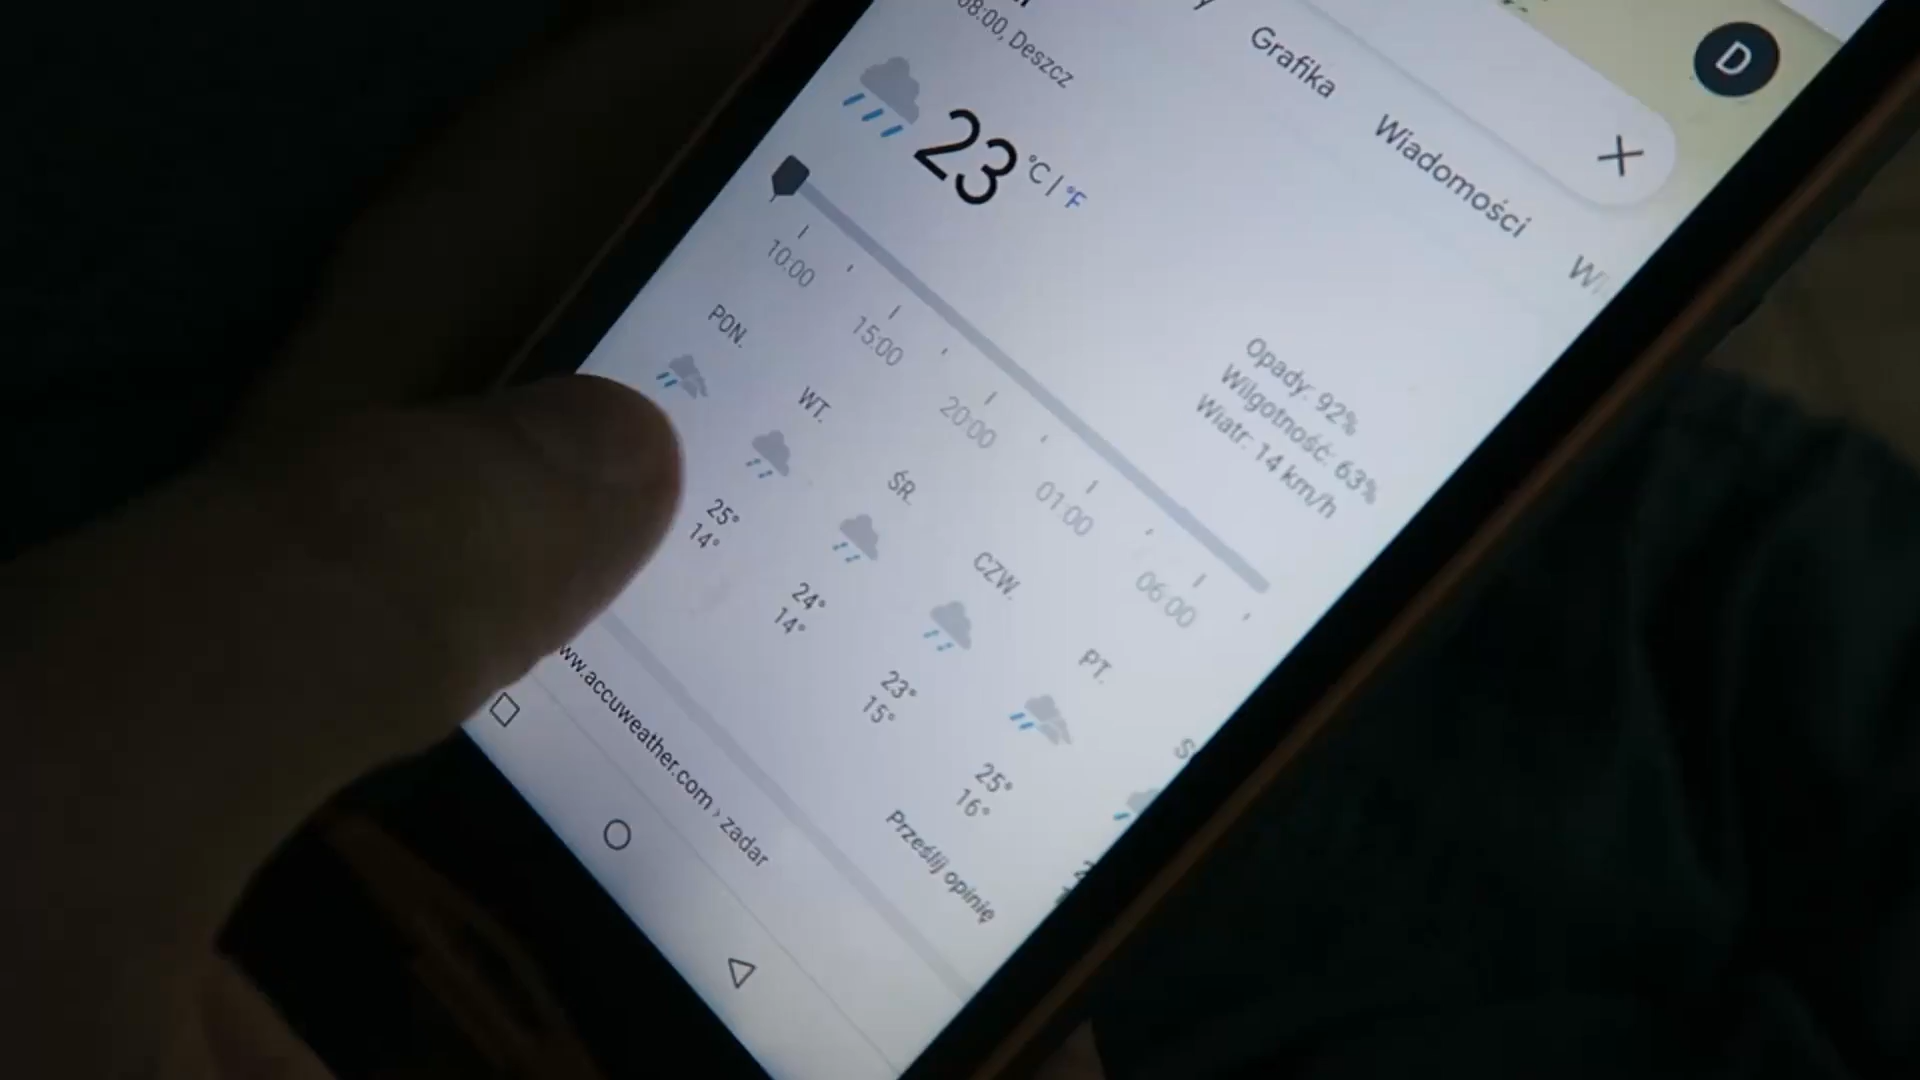 D
Grafika
Wiadomości
08:00, Deszcz
23 °C | °F
Opady: 92%
Wilgotność: 63%
Wiatr: 14 km/h
10:00 15:00 20:00 01:00 06:00
PON. WT. ŚR. CZW. PT.
25° 24° 23° 25°
14° 14° 15° 16°
Prześlij opinię
ww.accuweather.com › zadar